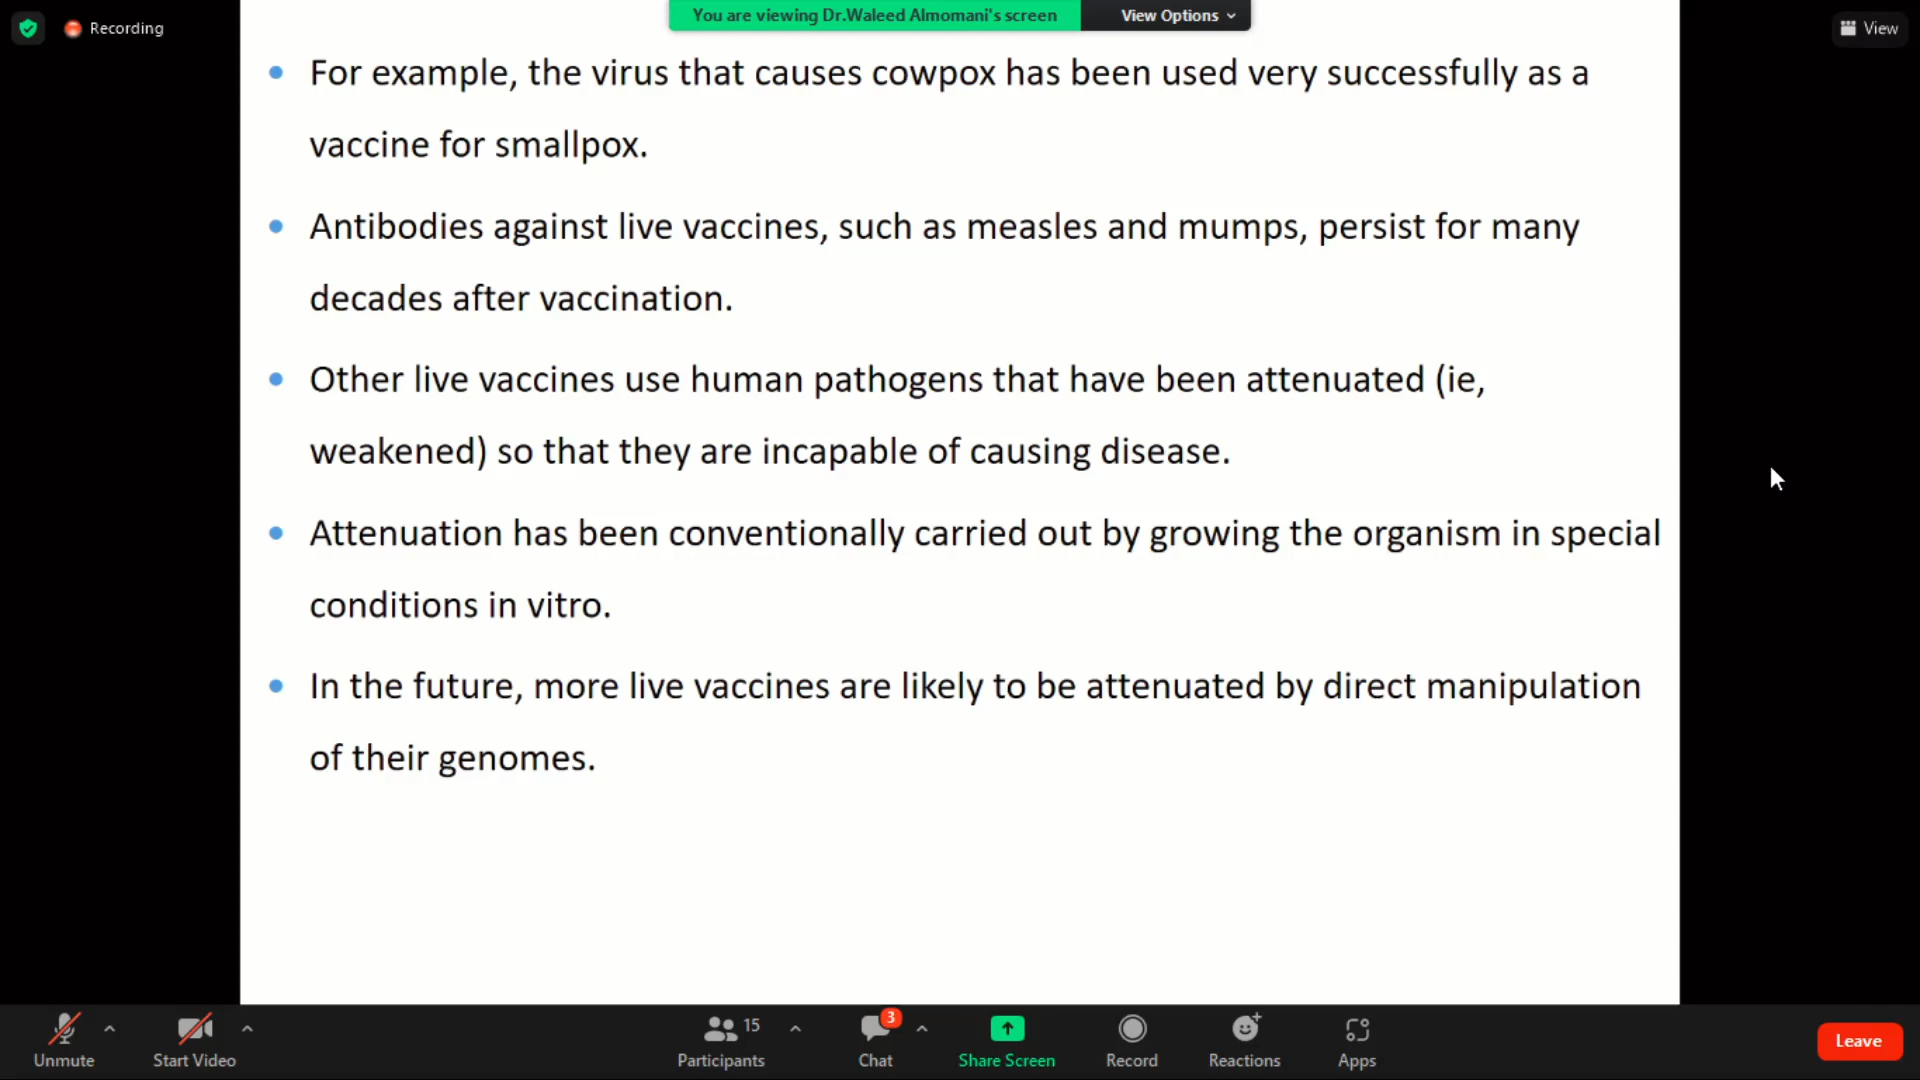 You are viewing Dr.Waleed Almomani's screen
View Options
Recording
View
• For example, the virus that causes cowpox has been used very successfully as a
vaccine for smallpox.
• Antibodies against live vaccines, such as measles and mumps, persist for many
decades after vaccination.
• Other live vaccines use human pathogens that have been attenuated (ie,
weakened) so that they are incapable of causing disease.
• Attenuation has been conventionally carried out by growing the organism in special
conditions in vitro.
• In the future, more live vaccines are likely to be attenuated by direct manipulation
of their genomes.
Unmute
Start Video
15
Participants
3
Chat
Share Screen
Record
Reactions
Apps
Leave